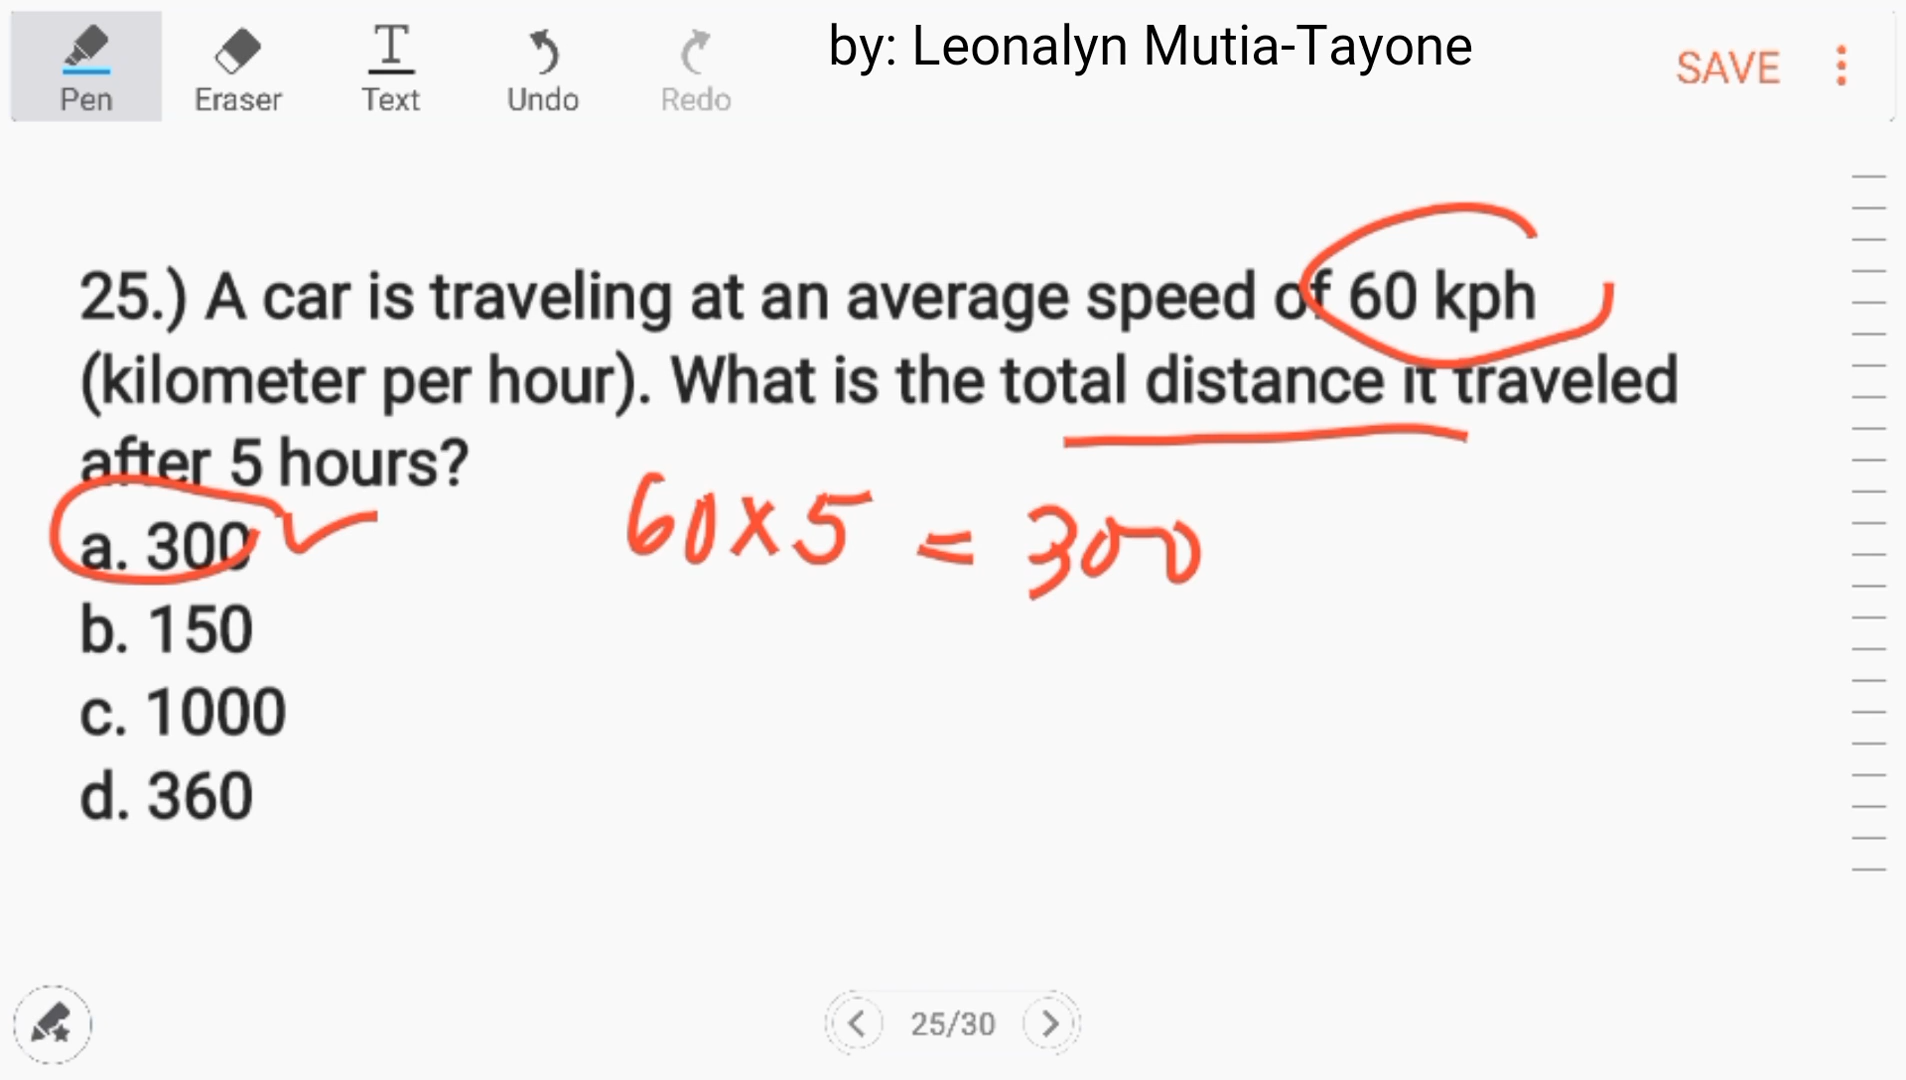 by: Leonalyn Mutia-Tayone
Pen
Eraser
Text
Undo
Redo
SAVE
25.) A car is traveling at an average speed of 60 kph
(kilometer per hour). What is the total distance it traveled
after 5 hours?
a. 300
60x5 = 300
b. 150
c. 1000
d. 360
25/30